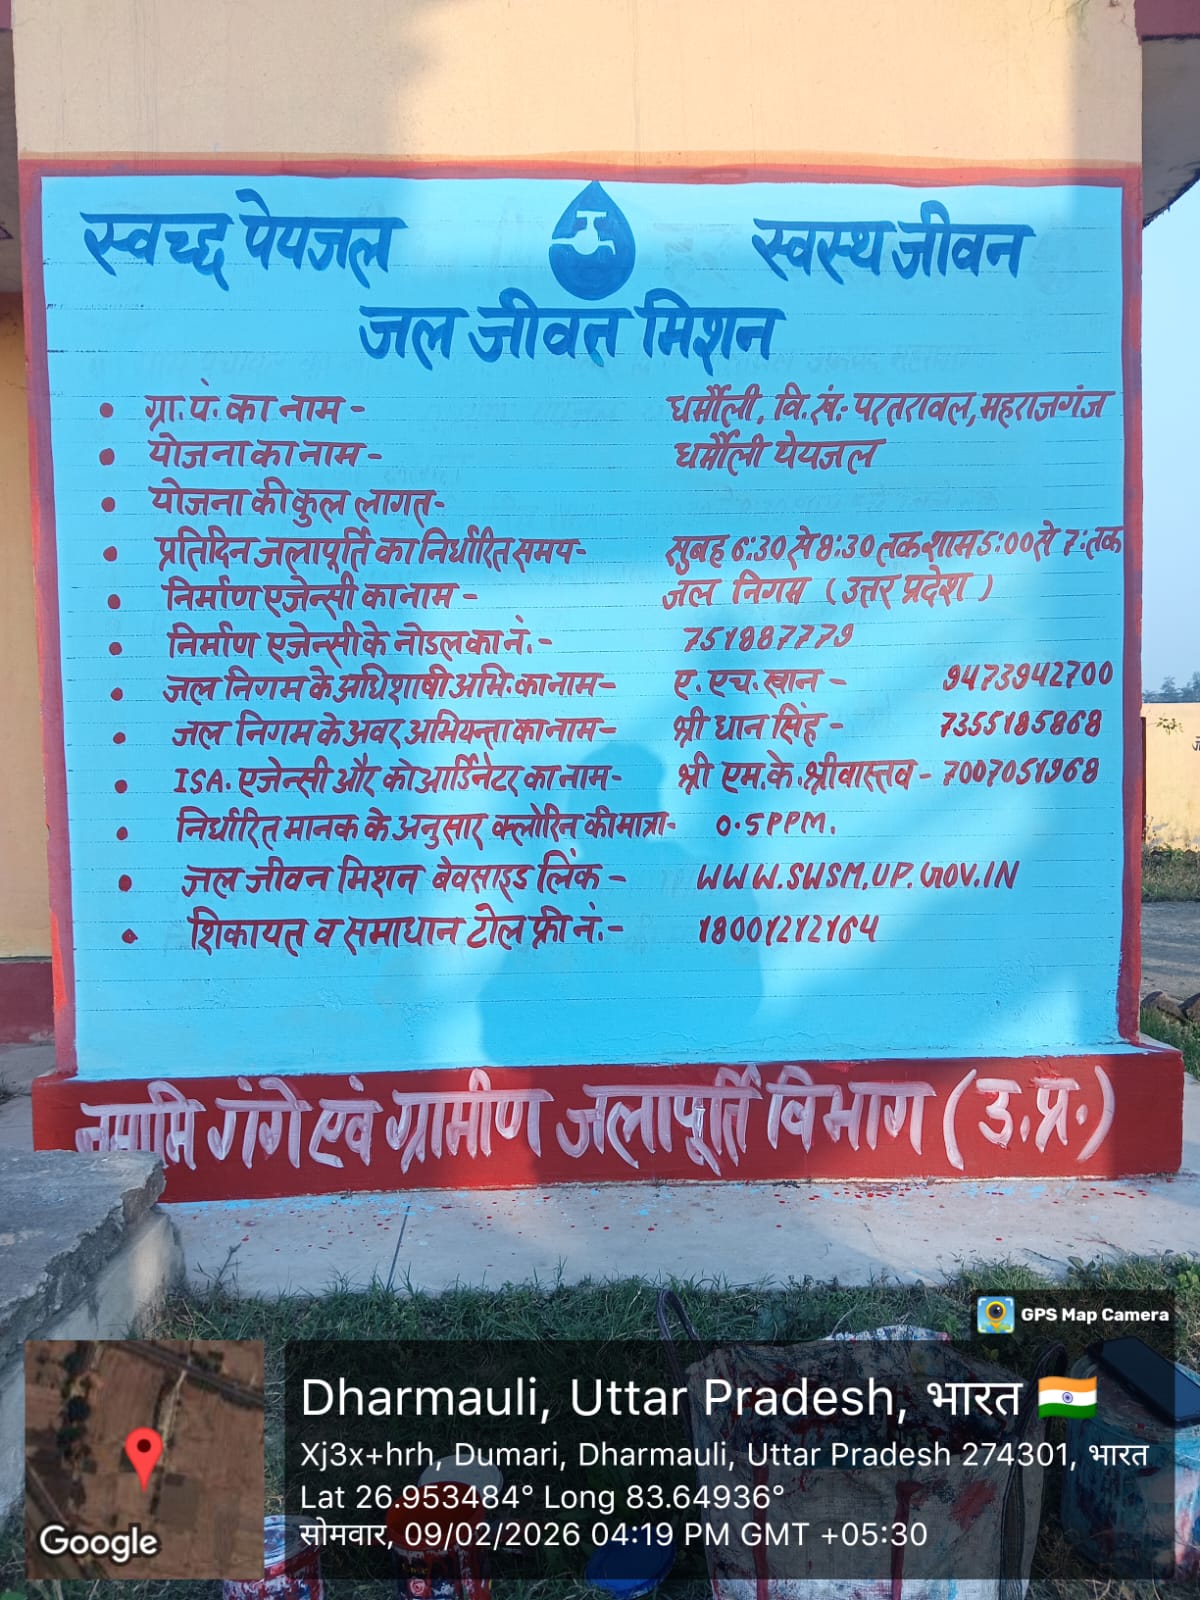 स्वच्छ पेयजल स्वस्थ जीवन
जल जीवन मिशन
• ग्रा.पं. का नाम - धर्मौली, वि.खं:- परतरावल, महराजगंज
• योजना का नाम - धर्मौली पेयजल
• योजना की कुल लागत-
• प्रतिदिन जलापूर्ति का निर्धारित समय- सुबह 6:30 से 8:30 तक शाम 5:00 से 7: तक
• निर्माण एजेन्सी का नाम - जल निगम (उत्तर प्रदेश)
• निर्माण एजेन्सी के नोडल का नं.- 751887779
• जल निगम के अधिशाषी अभि. का नाम- ए. एच. खान - 9473942700
• जल निगम के अवर अभियन्ता का नाम- श्री धान सिंह - 7355185868
• ISA. एजेन्सी और कोआर्डिनेटर का नाम- श्री एम.के. श्रीवास्तव - 7007051968
• निर्धारित मानक के अनुसार क्लोरिन की मात्रा- 0.5PPM.
• जल जीवन मिशन बेवसाइड लिंक - WWW.SWSM.UP.GOV.IN
• शिकायत व समाधान टोल फ्री नं.- 18001212164
नमामि गंगे एवं ग्रामीण जलापूर्ति विभाग (उ.प्र.)
GPS Map Camera
Dharmauli, Uttar Pradesh, भारत
Xj3x+hrh, Dumari, Dharmauli, Uttar Pradesh 274301, भारत
Lat 26.953484° Long 83.64936°
सोमवार, 09/02/2026 04:19 PM GMT +05:30
Google